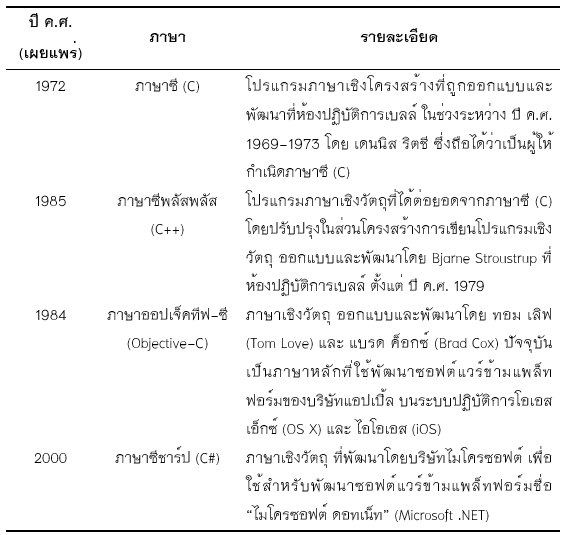 ปี ค.ศ.
(เผยแพร่)
ภาษา
รายละเอียด
1972
ภาษาซี (C)
โปรแกรมภาษาเชิงโครงสร้างที่ถูกออกแบบและ
พัฒนาที่ห้องปฏิบัติการเบลล์ ในช่วงระหว่าง ปี ค.ศ.
1969-1973 โดย เดนนิส ริตชี ซึ่งถือได้ว่าเป็นผู้ให้
กำเนิดภาษาซี (C)
1985
ภาษาซีพลัสพลัส
(C++)
โปรแกรมภาษาเชิงวัตถุที่ได้ต่อยอดจากภาษาซี (C)
โดยปรับปรุงในส่วนโครงสร้างการเขียนโปรแกรมเชิง
วัตถุ ออกแบบและพัฒนาโดย Bjarne Stroustrup ที่
ห้องปฏิบัติการเบลล์ ตั้งแต่ ปี ค.ศ. 1979
1984
ภาษาออปเจ็คทีฟ-ซี
(Objective-C)
ภาษาเชิงวัตถุ ออกแบบและพัฒนาโดย ทอม เลิฟ
(Tom Love) และ แบรด ค็อกซ์ (Brad Cox) ปัจจุบัน
เป็นภาษาหลักที่ใช้พัฒนาซอฟต์แวร์ข้ามแพล็ท
ฟอร์มของบริษัทแอปเปิ้ล บนระบบปฏิบัติการโอเอส
เอ็กซ์ (OS X) และ ไอโอเอส (iOS)
2000
ภาษาซีชาร์ป (C#)
ภาษาเชิงวัตถุ ที่พัฒนาโดยบริษัทไมโครซอฟต์ เพื่อ
ใช้สำหรับพัฒนาซอฟต์แวร์ข้ามแพล็ทฟอร์มชื่อ
“ไมโครซอฟต์ ดอทเน็ท” (Microsoft .NET)